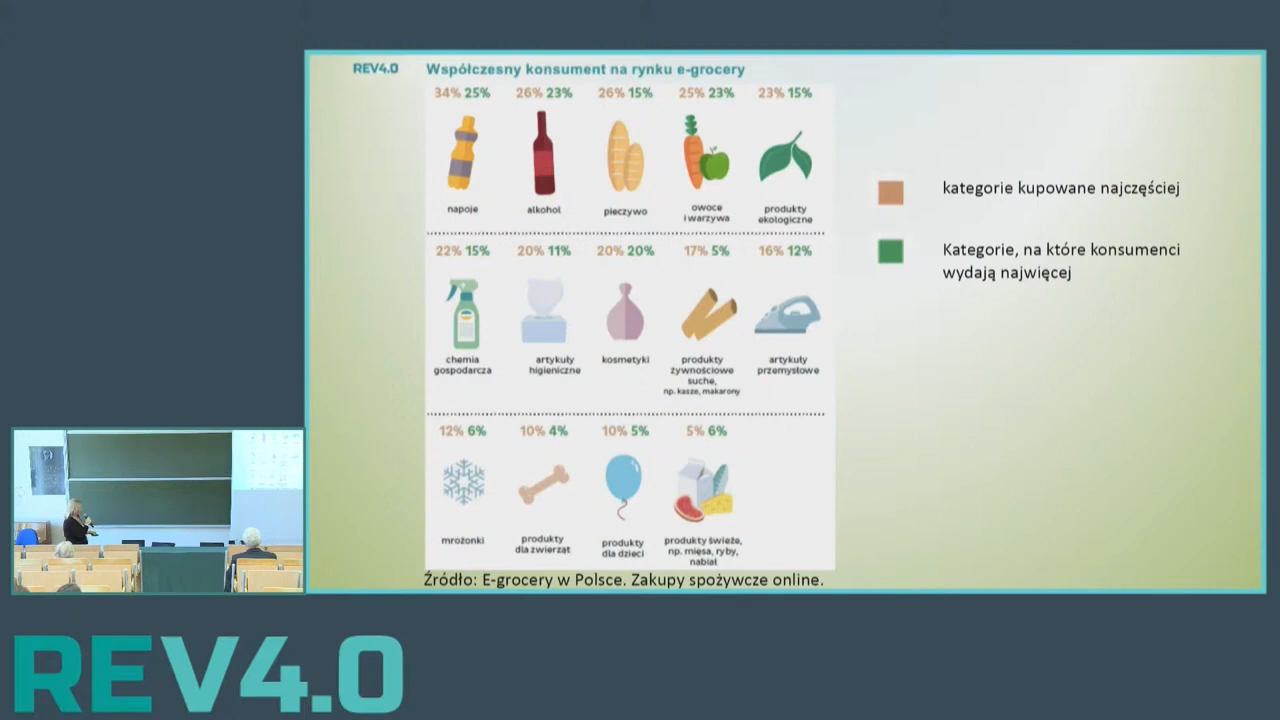 REV4.0
Współczesny konsument na rynku e-grocery
34% 25%
26% 23%
26% 15%
25% 23%
23% 15%
napoje
alkohol
pieczywo
owoce
i warzywa
produkty
ekologiczne
22% 15%
20% 11%
20% 20%
17% 5%
16% 12%
chemia
gospodarcza
artykuły
higieniczne
kosmetyki
produkty
żywnościowe
suche,
np. kasze, makarony
artykuły
przemysłowe
12% 6%
10% 4%
10% 5%
5% 6%
mrożonki
produkty
dla zwierząt
produkty
dla dzieci
produkty świeże,
np. mięsa, ryby,
nabiał
kategorie kupowane najczęściej
Kategorie, na które konsumenci
wydają najwięcej
Źródło: E-grocery w Polsce. Zakupy spożywcze online.
REV4.0